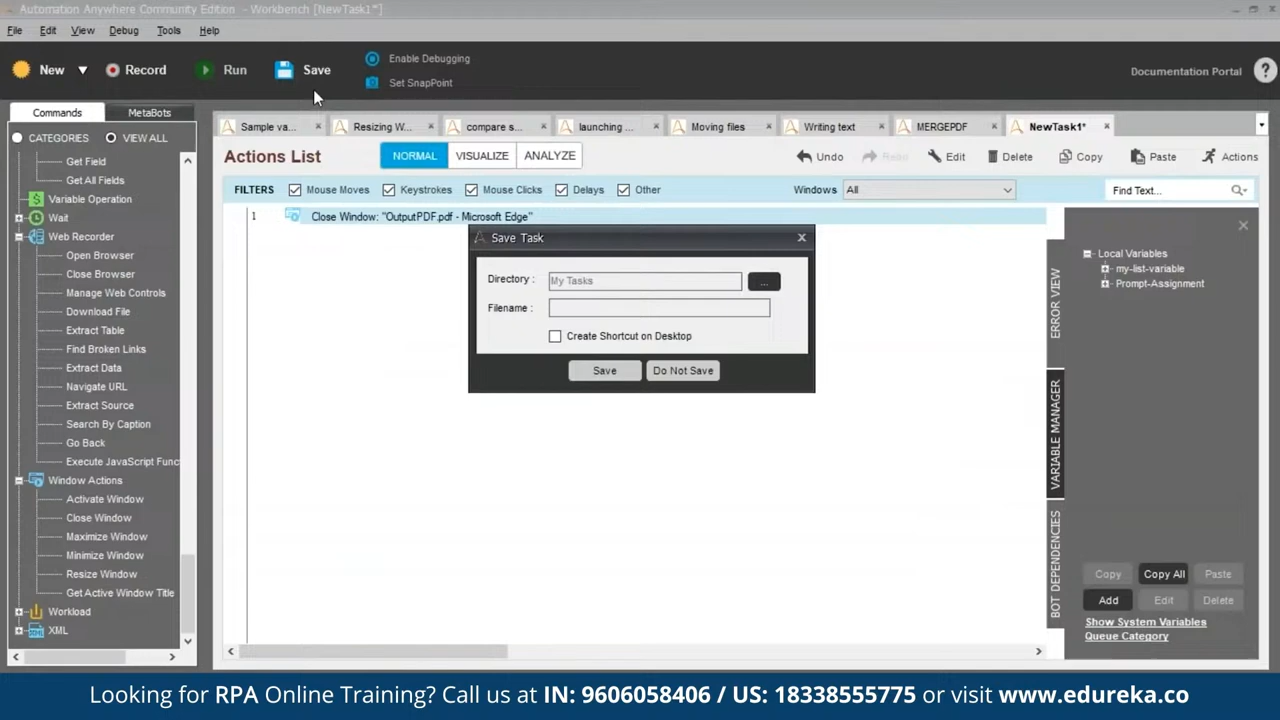 Automation Anywhere Community Edition - Workbench [NewTask1*]
File Edit View Debug Tools Help
New Record Run Save Enable Debugging
Set SnapPoint
Documentation Portal ?
Commands MetaBots
CATEGORIES VIEW ALL
Get Field
Get All Fields
Variable Operation
Wait
Web Recorder
Open Browser
Close Browser
Manage Web Controls
Download File
Extract Table
Find Broken Links
Extract Data
Navigate URL
Extract Source
Search By Caption
Go Back
Execute JavaScript Func
Window Actions
Activate Window
Close Window
Maximize Window
Minimize Window
Resize Window
Get Active Window Title
Workload
XML
Sample va... Resizing W... compare s... launching ... Moving files Writing text MERGEPDF NewTask1*
Actions List NORMAL VISUALIZE ANALYZE Undo Redo Edit Delete Copy Paste Actions
FILTERS Mouse Moves Keystrokes Mouse Clicks Delays Other Windows All Find Text...
1 Close Window: "OutputPDF.pdf - Microsoft Edge"
Save Task
Directory : My Tasks ...
Filename :
Create Shortcut on Desktop
Save Do Not Save
ERROR VIEW
VARIABLE MANAGER
BOT DEPENDENCIES
Local Variables
my-list-variable
Prompt-Assignment
Copy Copy All Paste
Add Edit Delete
Show System Variables
Queue Category
Looking for RPA Online Training? Call us at IN: 9606058406 / US: 18338555775 or visit www.edureka.co